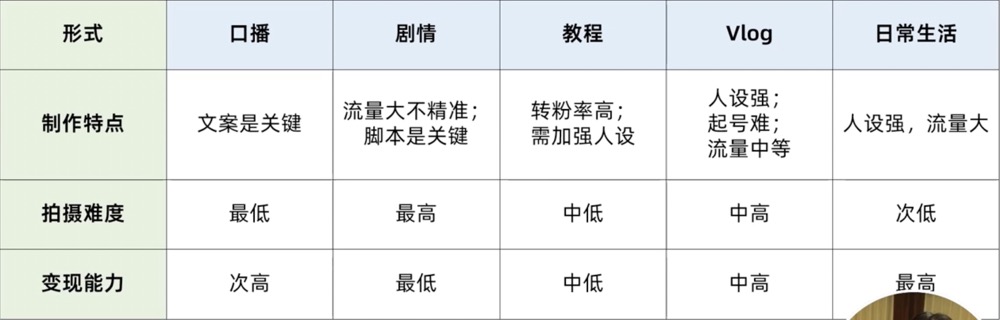 形式 口播 剧情 教程 Vlog 日常生活
制作特点 文案是关键 流量大不精准； 脚本是关键 转粉率高； 需加强人设 人设强； 起号难； 流量中等 人设强，流量大
拍摄难度 最低 最高 中低 中高 次低
变现能力 次高 最低 中低 中高 最高